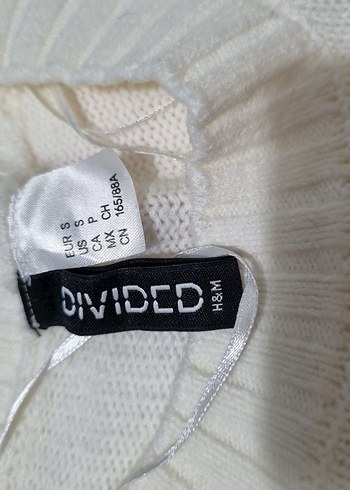 EUR S
US S
CA P
MX CH
CN 165/88A
DIVIDED
H&M